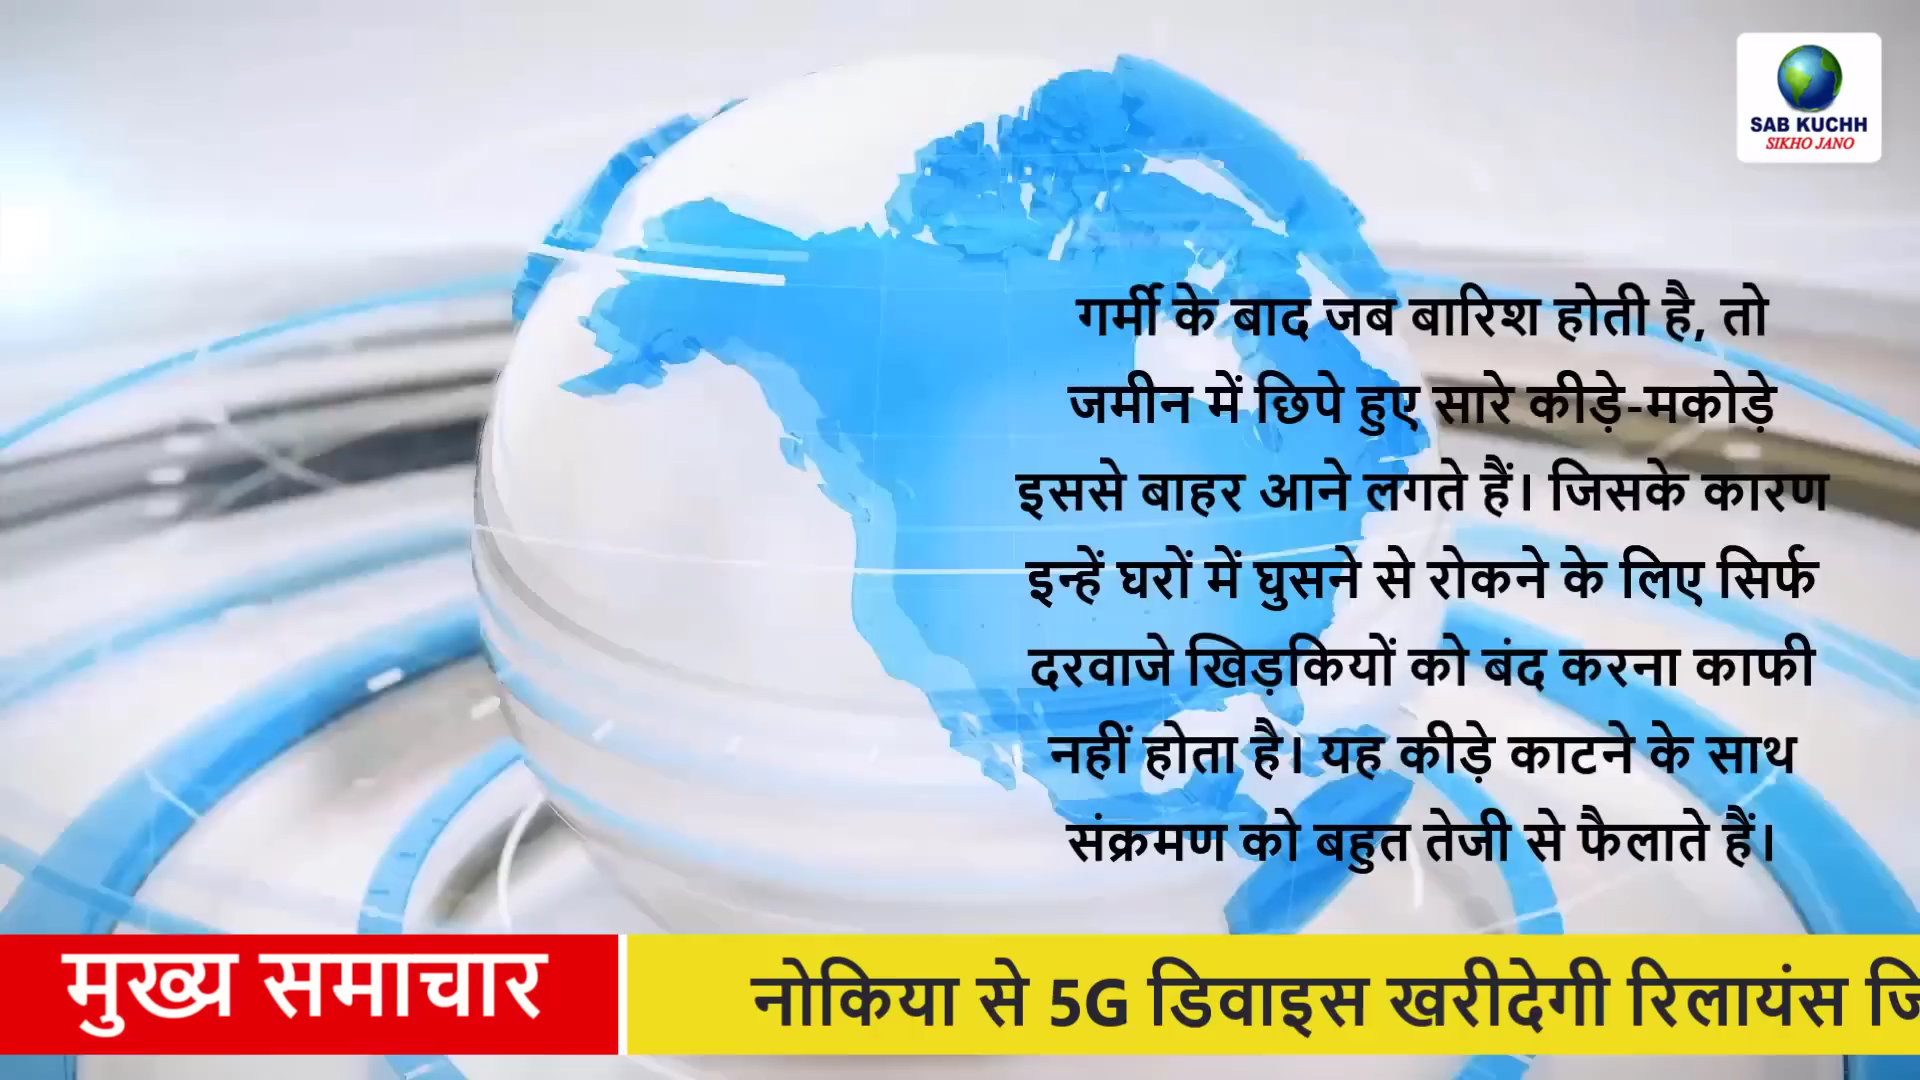 SAB KUCHH
SIKHO JANO
गर्मी के बाद जब बारिश होती है, तो
जमीन में छिपे हुए सारे कीड़े-मकोड़े
इससे बाहर आने लगते हैं। जिसके कारण
इन्हें घरों में घुसने से रोकने के लिए सिर्फ
दरवाजे खिड़कियों को बंद करना काफी
नहीं होता है। यह कीड़े काटने के साथ
संक्रमण को बहुत तेजी से फैलाते हैं।
मुख्य समाचार
नोकिया से 5G डिवाइस खरीदेगी रिलायंस